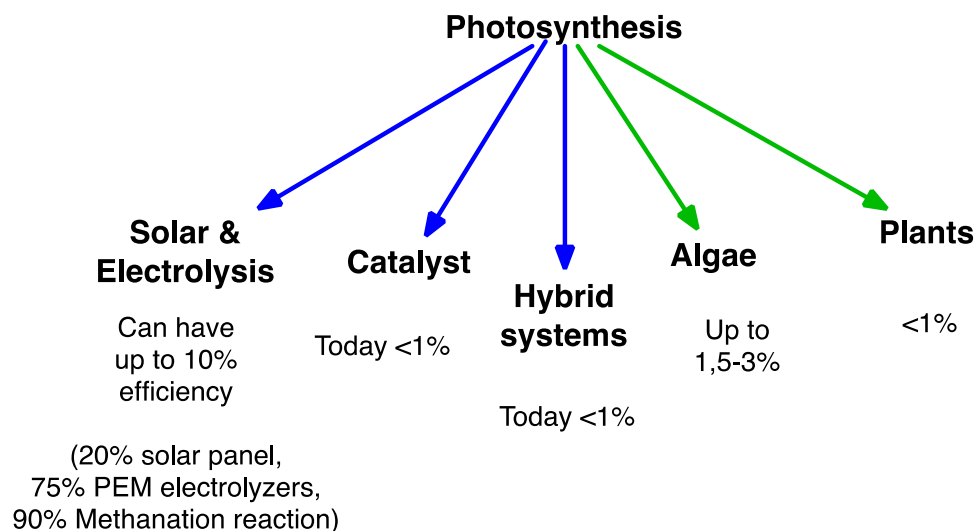 Photosynthesis
Solar &
Electrolysis
Can have
up to 10%
efficiency
(20% solar panel,
75% PEM electrolyzers,
90% Methanation reaction)
Catalyst
Today <1%
Hybrid
systems
Today <1%
Algae
Up to
1,5-3%
Plants
<1%